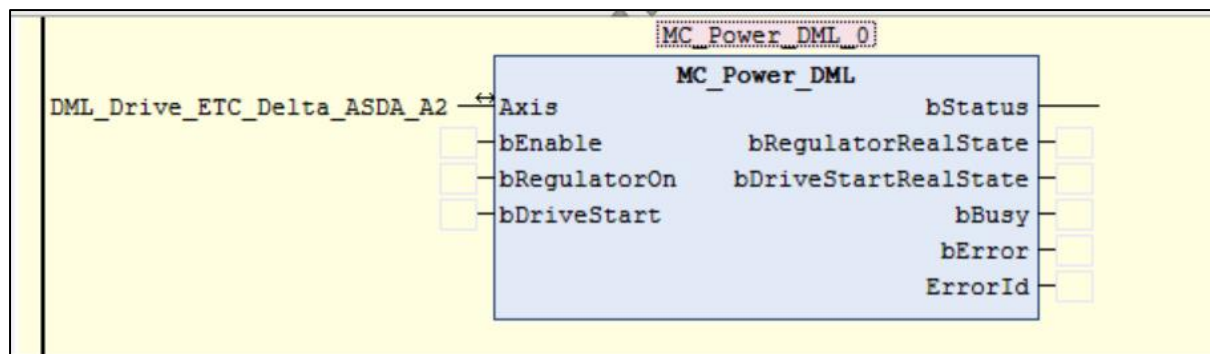 MC_Power_DML_0
MC_Power_DML
DML_Drive_ETC_Delta_ASDA_A2 Axis bStatus
bEnable bRegulatorRealState
bRegulatorOn bDriveStartRealState
bDriveStart bBusy
bError
ErrorId